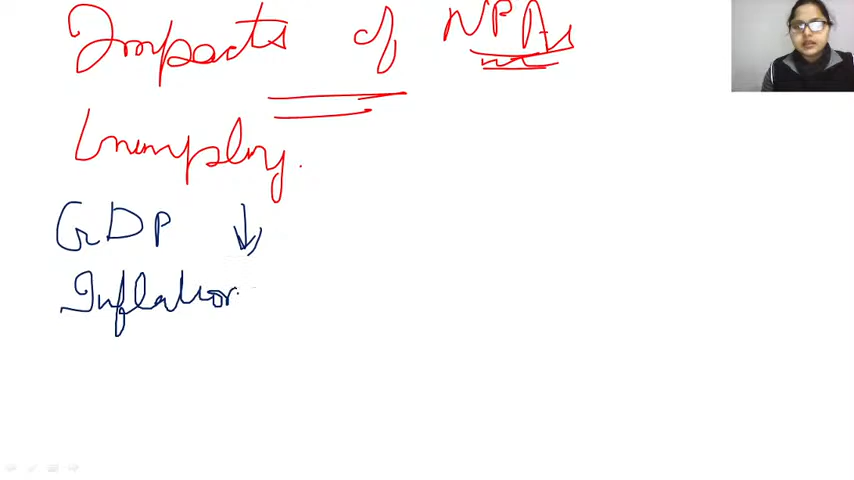 Impacts of NPAs
Unemploy.
GDP ↓
Inflation